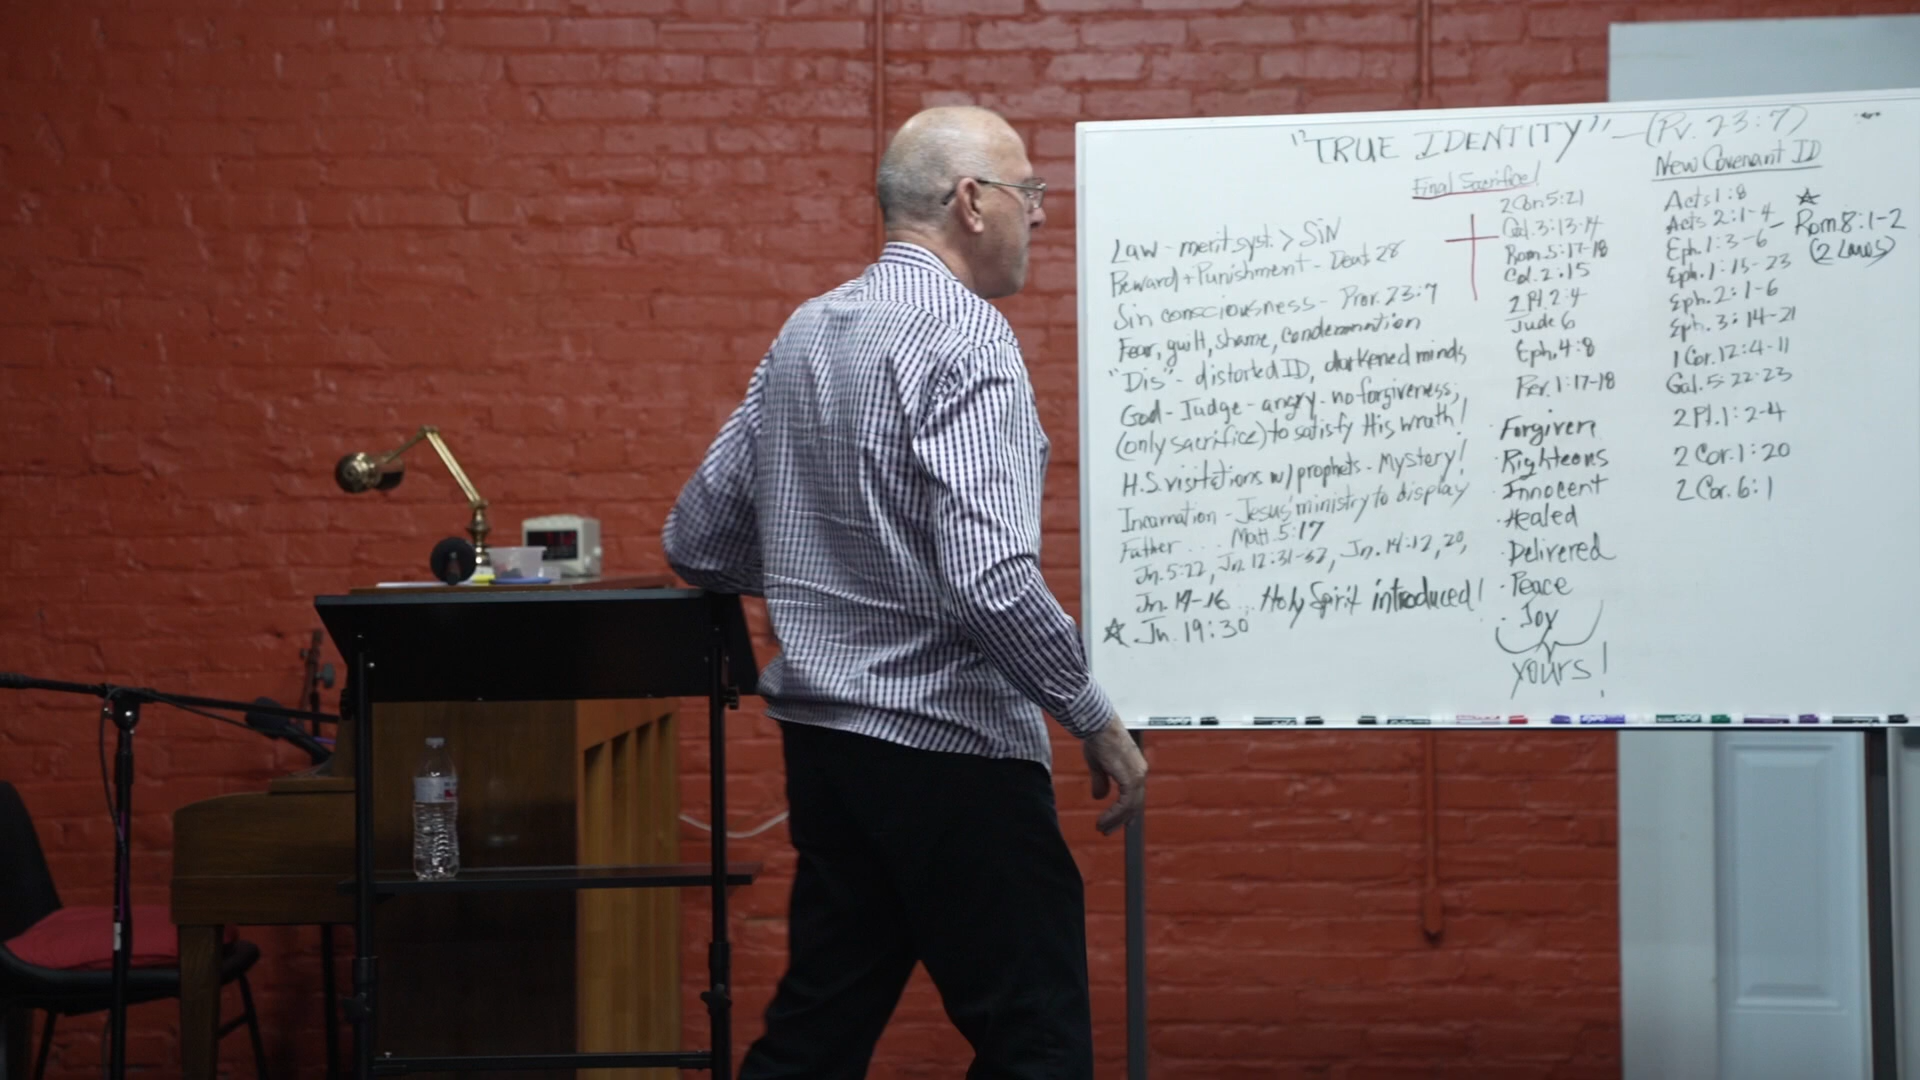 "TRUE IDENTITY" - (Pv. 23:7)
Law - merit syst. > SIN
Reward + Punishment - Deut. 28
Sin consciousness - Prov. 23:7
Fear, guilt, shame, condemnation
"Dis" - distorted ID, darkened minds
God - Judge - angry - no forgiveness;
(only sacrifice) to satisfy His wrath!
H.S. visitations w/ prophets - Mystery!
Incarnation - Jesus' ministry to display
Father ... Matt. 5:17
Jn. 5:22, Jn. 12:31-32, Jn. 14:12, 20,
Jn. 14-16 ... Holy Spirit introduced!
☆ . Jn. 19:30
Final Sacrifice!
2 Cor. 5:21
Gal. 3:13-14
Rom. 5:17-18
Col. 2:15
2 Pt. 2:4
Jude 6
Eph. 4:8
Rev. 1:17-18
· Forgiven
· Righteous
· Innocent
· Healed
· Delivered
· Peace
· Joy
YOURS!
New Covenant ID
Acts 1:8
Acts 2:1-4
Eph. 1:3-6 - Rom. 8:1-2
Eph. 1:15-23 (2 Laws)
Eph. 2:1-6
Eph. 3:14-21
1 Cor. 12:4-11
Gal. 5:22-23
2 Pt. 1:2-4
2 Cor. 1:20
2 Cor. 6:1